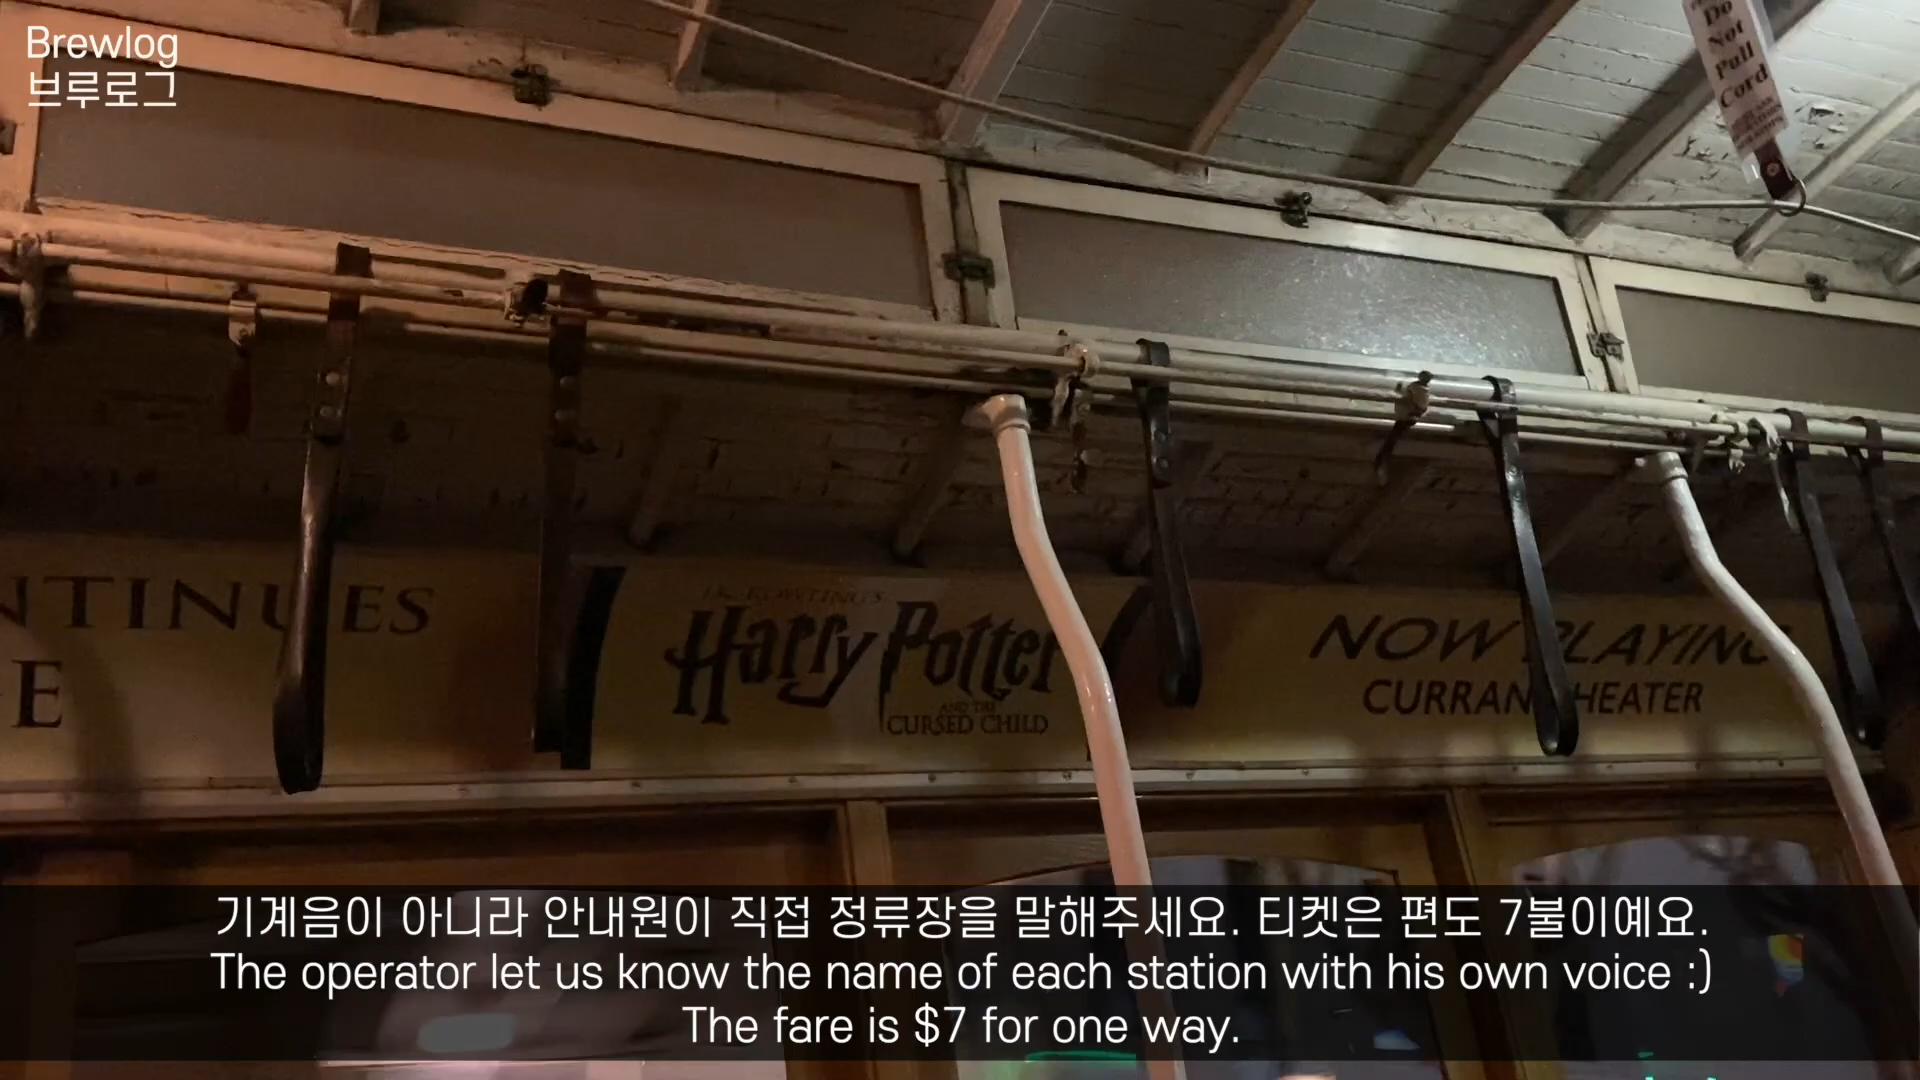 Brewlog
브루로그
Do
Not
Pull
Cord
NTINUES
E
J.K. ROWLING'S
Harry Potter
AND THE
CURSED CHILD
NOW PLAYING
CURRAN THEATER
기계음이 아니라 안내원이 직접 정류장을 말해주세요. 티켓은 편도 7불이예요.
The operator let us know the name of each station with his own voice :)
The fare is $7 for one way.